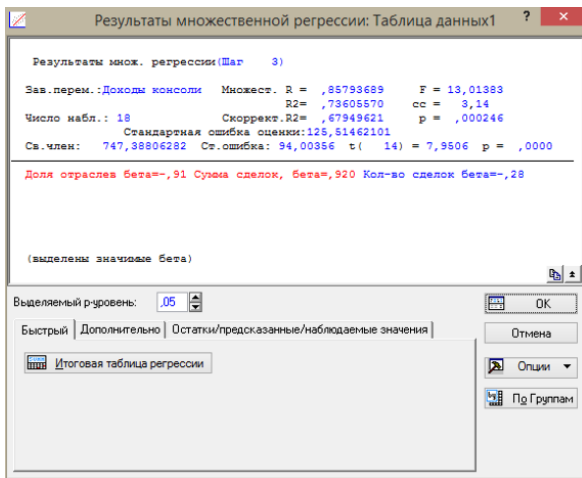 Результаты множественной регрессии: Таблица данных1 ? ×
Результаты множ. регрессии(Шаг 3)
Зав.перем.:Доходы консоли Множест. R = ,85793689 F = 13,01383
R2= ,73605570 сс = 3,14
Число набл.: 18 Скоррект.R2= ,67949621 p = ,000246
Стандартная ошибка оценки:125,51462101
Св.член: 747,38806282 Ст.ошибка: 94,00356 t( 14) = 7,9506 p = ,0000
Доля отраслев бета=-,91 Сумма сделок, бета=,920 Кол-во сделок бета=-,28
(выделены значимые бета)
Выделяемый p-уровень: ,05
OK
Быстрый Дополнительно Остатки/предсказанные/наблюдаемые значения
Отмена
Итоговая таблица регрессии
Опции
По Группам